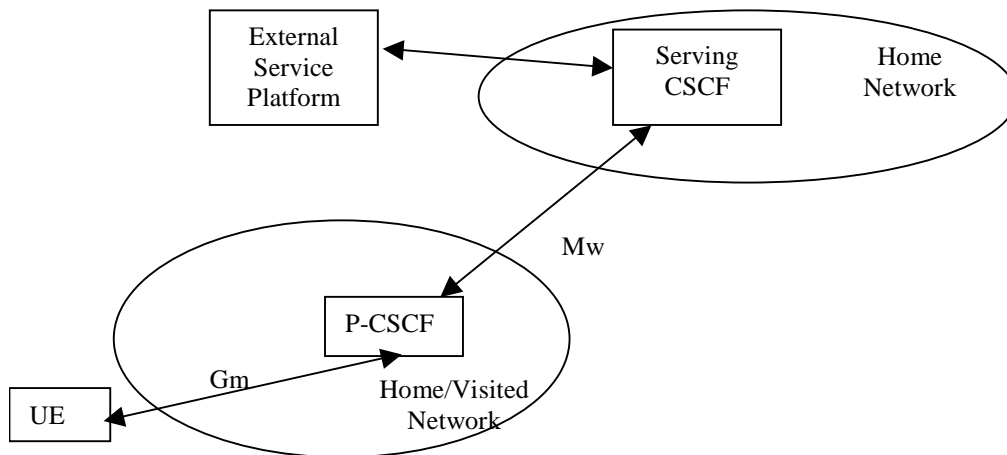 External
Service
Platform
Serving
CSCF
Home
Network
Mw
P-CSCF
Gm
Home/Visited
Network
UE